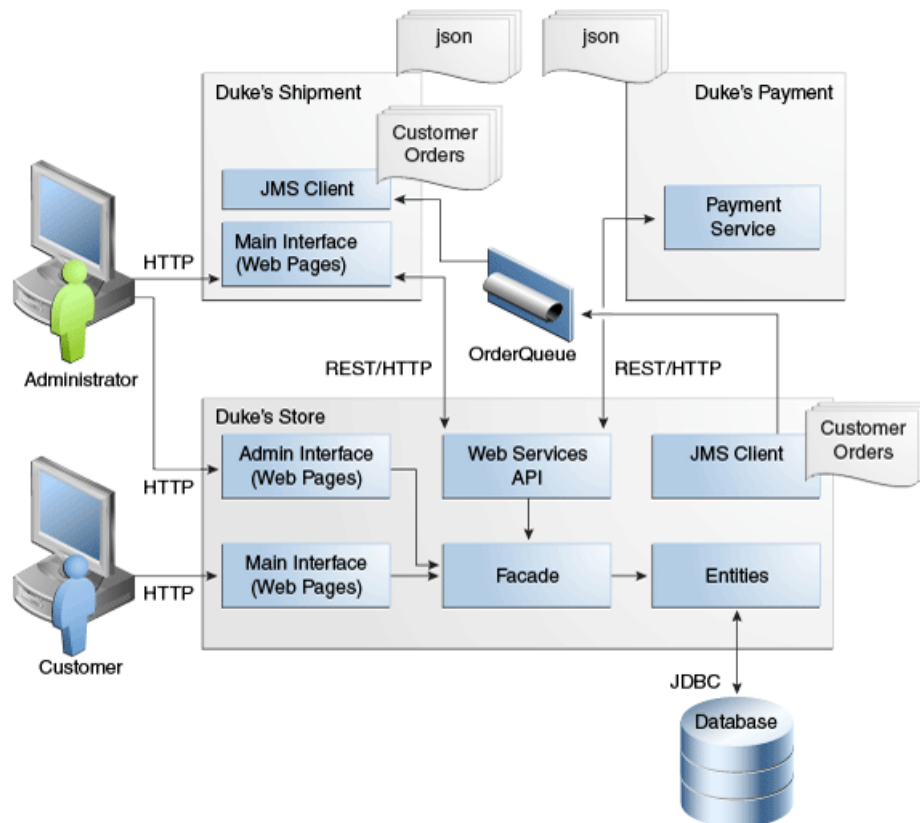 json
json
Duke's Shipment
Duke's Payment
Customer
Orders
JMS Client
Payment
Service
Main Interface
(Web Pages)
HTTP
OrderQueue
Administrator
REST/HTTP
REST/HTTP
Duke's Store
Customer
Orders
Admin Interface
(Web Pages)
Web Services
API
JMS Client
HTTP
Main Interface
(Web Pages)
Facade
Entities
HTTP
Customer
JDBC
Database